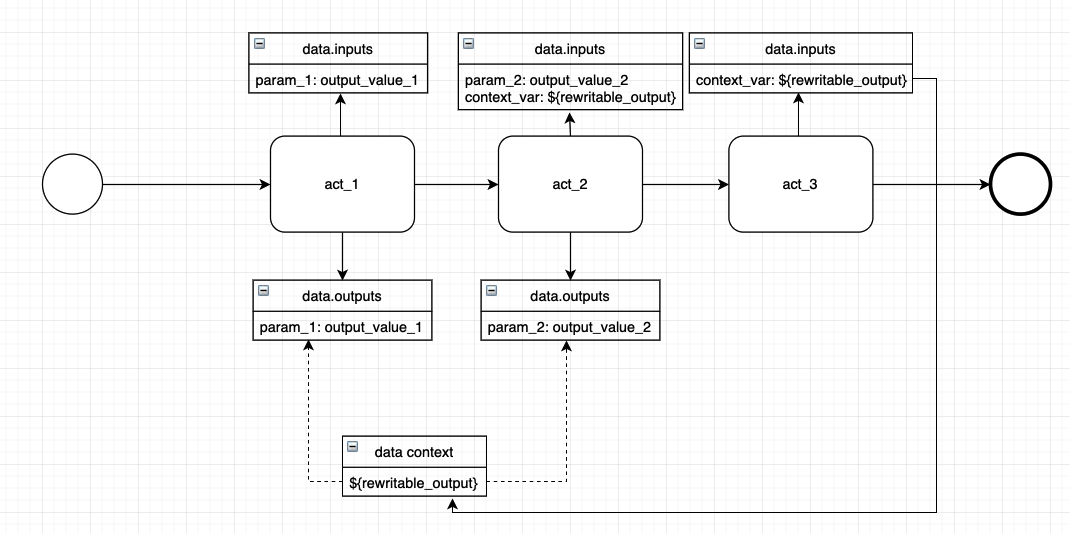 data.inputs
param_1: output_value_1
data.inputs
param_2: output_value_2
context_var: ${rewritable_output}
data.inputs
context_var: ${rewritable_output}
act_1
act_2
act_3
data.outputs
param_1: output_value_1
data.outputs
param_2: output_value_2
data context
${rewritable_output}